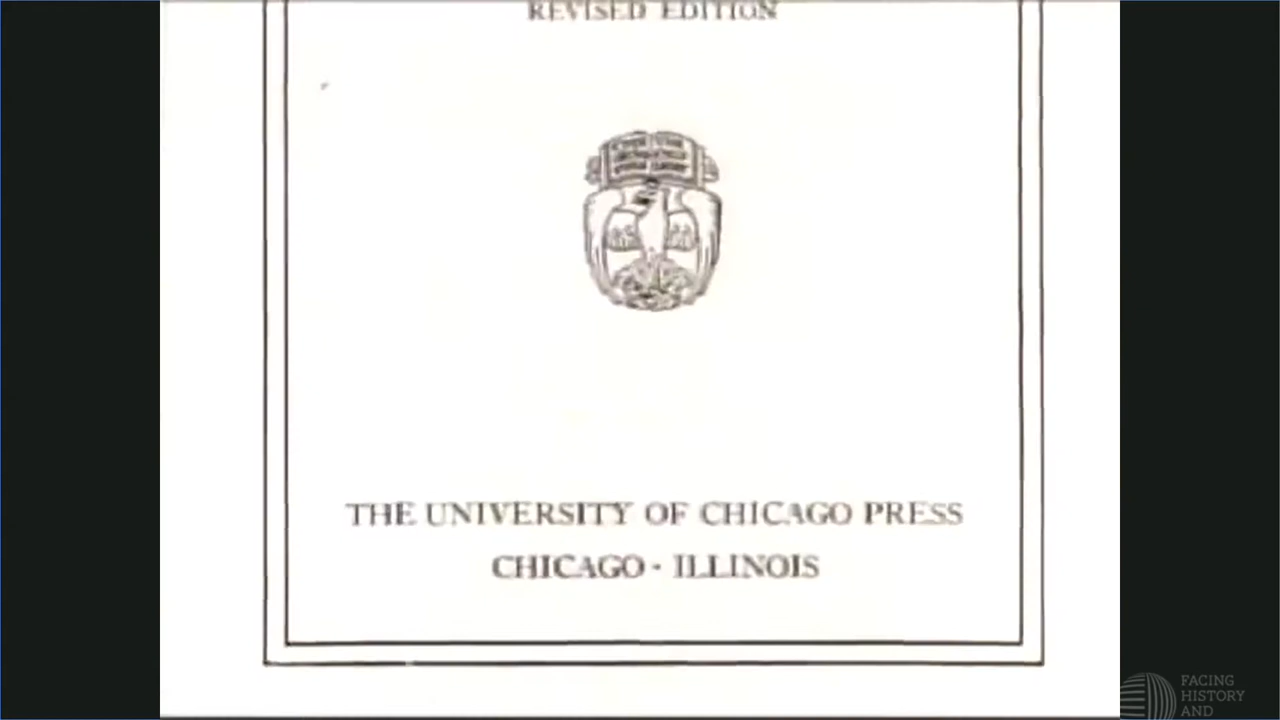 REVISED EDITION
THE UNIVERSITY OF CHICAGO PRESS
CHICAGO · ILLINOIS
FACING
HISTORY
AND